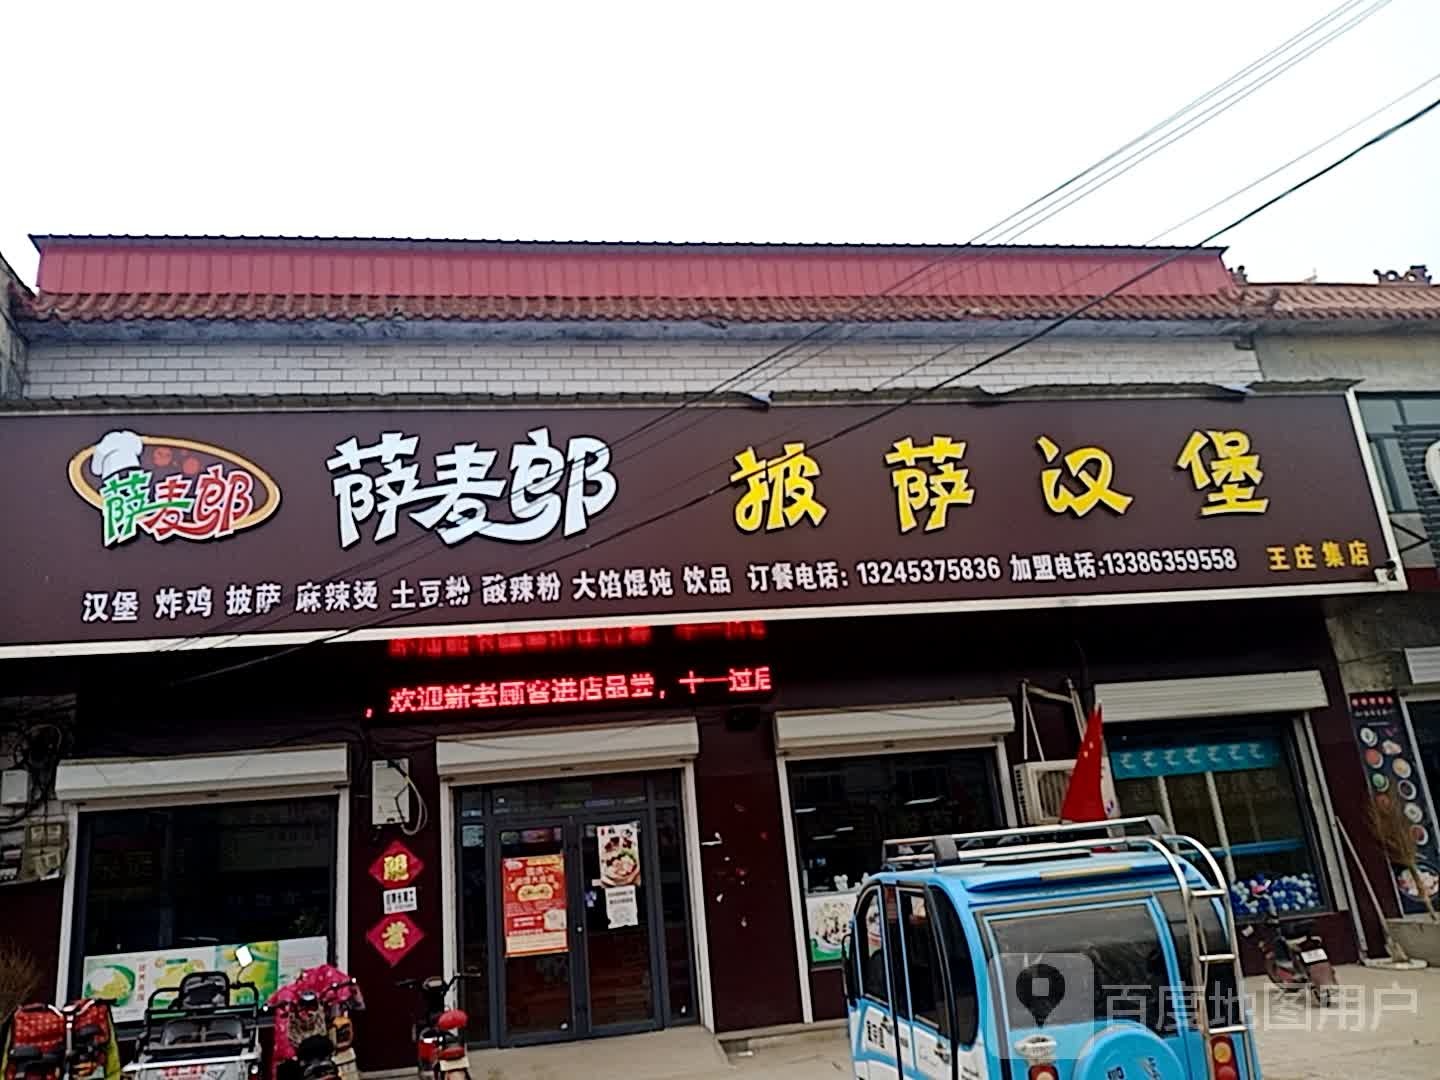 萨麦郎
萨麦郎 披萨汉堡
汉堡 炸鸡 披萨 麻辣烫 土豆粉 酸辣粉 大馅馄饨 饮品 订餐电话: 13245375836 加盟电话:13386359558 王庄集店
，欢迎新老顾客进店品尝，十一过后
百度地图用户